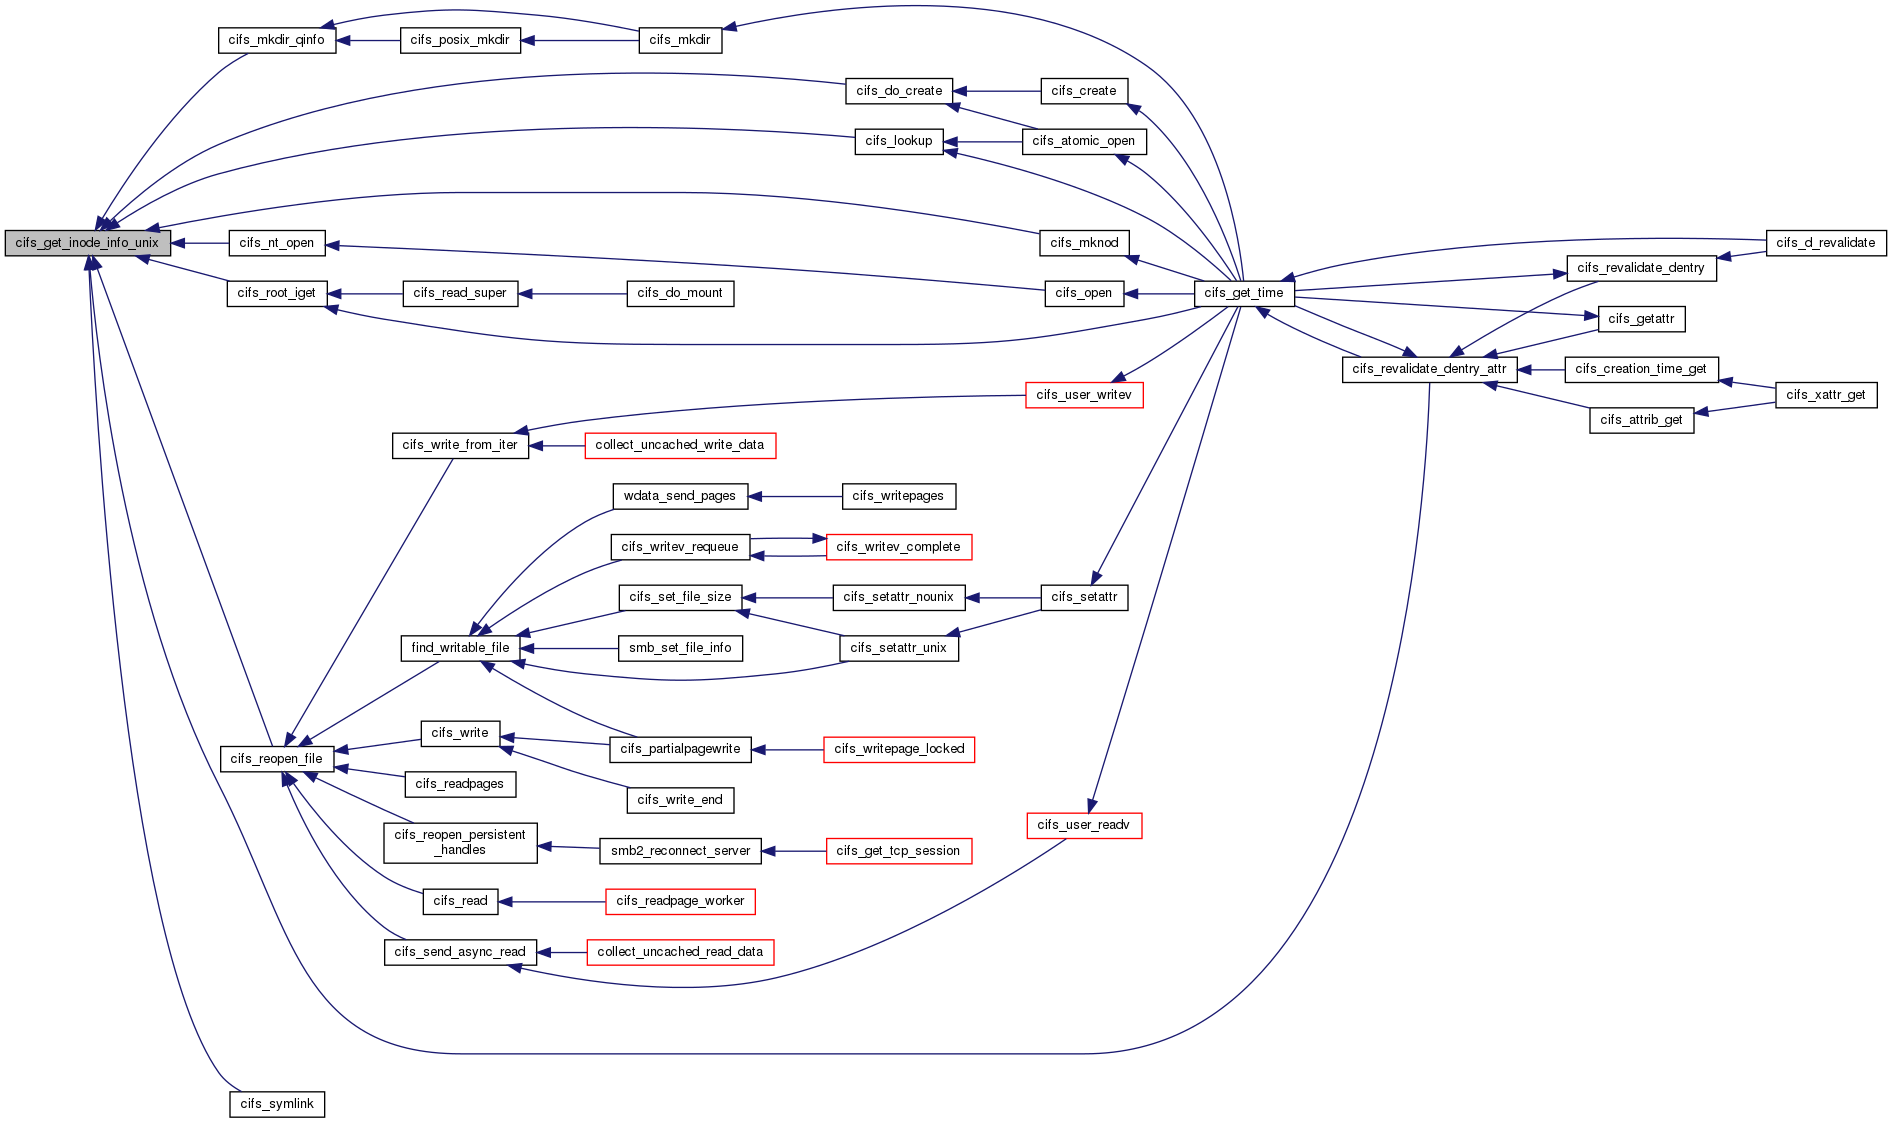 cifs_mkdir_qinfo
cifs_posix_mkdir
cifs_mkdir
cifs_do_create
cifs_create
cifs_lookup
cifs_atomic_open
cifs_get_inode_info_unix
cifs_nt_open
cifs_mknod
cifs_d_revalidate
cifs_revalidate_dentry
cifs_root_iget
cifs_read_super
cifs_do_mount
cifs_open
cifs_get_time
cifs_getattr
cifs_revalidate_dentry_attr
cifs_creation_time_get
cifs_user_writev
cifs_xattr_get
cifs_attrib_get
cifs_write_from_iter
collect_uncached_write_data
wdata_send_pages
cifs_writepages
cifs_writev_requeue
cifs_writev_complete
cifs_set_file_size
cifs_setattr_nounix
cifs_setattr
find_writable_file
smb_set_file_info
cifs_setattr_unix
cifs_write
cifs_partialpagewrite
cifs_writepage_locked
cifs_reopen_file
cifs_readpages
cifs_write_end
cifs_user_readv
cifs_reopen_persistent
_handles
smb2_reconnect_server
cifs_get_tcp_session
cifs_read
cifs_readpage_worker
cifs_send_async_read
collect_uncached_read_data
cifs_symlink